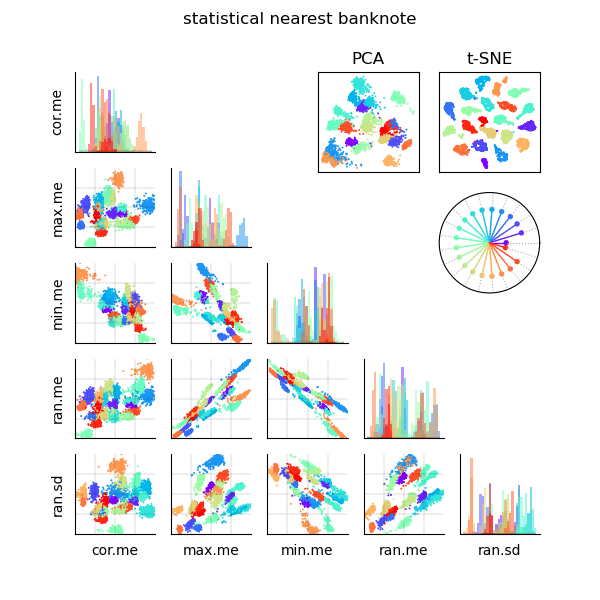 statistical nearest banknote
PCA
t-SNE
cor.me
max.me
min.me
ran.me
ran.sd
cor.me
max.me
min.me
ran.me
ran.sd